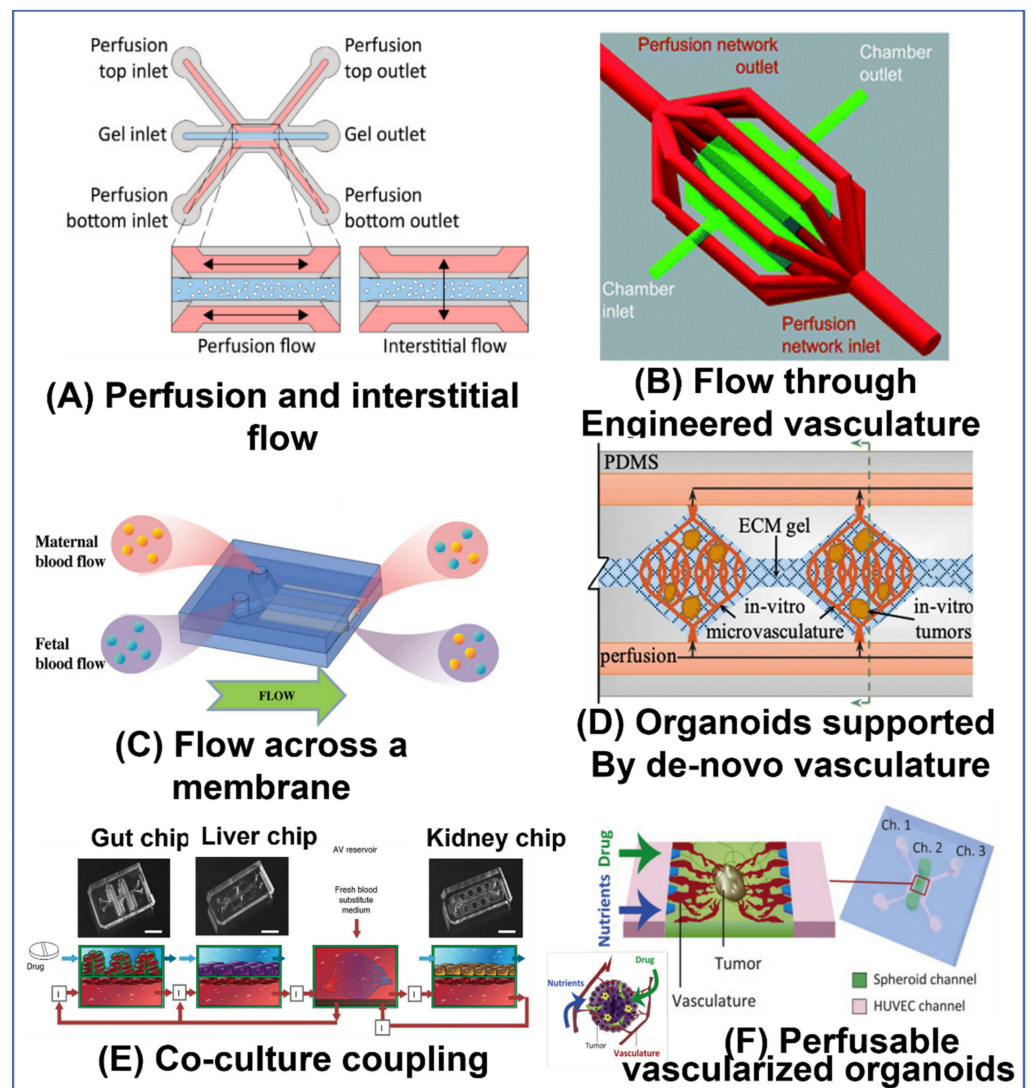 Perfusion
top inlet
Perfusion
top outlet
Gel inlet
Gel outlet
Perfusion
bottom inlet
Perfusion
bottom outlet
Perfusion flow
Interstitial flow
(A) Perfusion and interstitial
flow
Perfusion network
outlet
Chamber
outlet
Chamber
inlet
Perfusion
network inlet
(B) Flow through
Engineered vasculature
Maternal
blood flow
Fetal
blood flow
FLOW
(C) Flow across a
membrane
PDMS
ECM gel
in-vitro
microvasculature
in-vitro
tumors
perfusion
(D) Organoids supported
By de-novo vasculature
Gut chip
Liver chip
Kidney chip
AV reservoir
Fresh blood
substitute
medium
Drug
I
I
I
I
I
(E) Co-culture coupling
Nutrients Drug
Tumor
Vasculature
Ch. 1
Ch. 2
Ch. 3
Spheroid channel
HUVEC channel
Nutrients
Drug
Tumor
Vasculature
(F) Perfusable
vascularized organoids